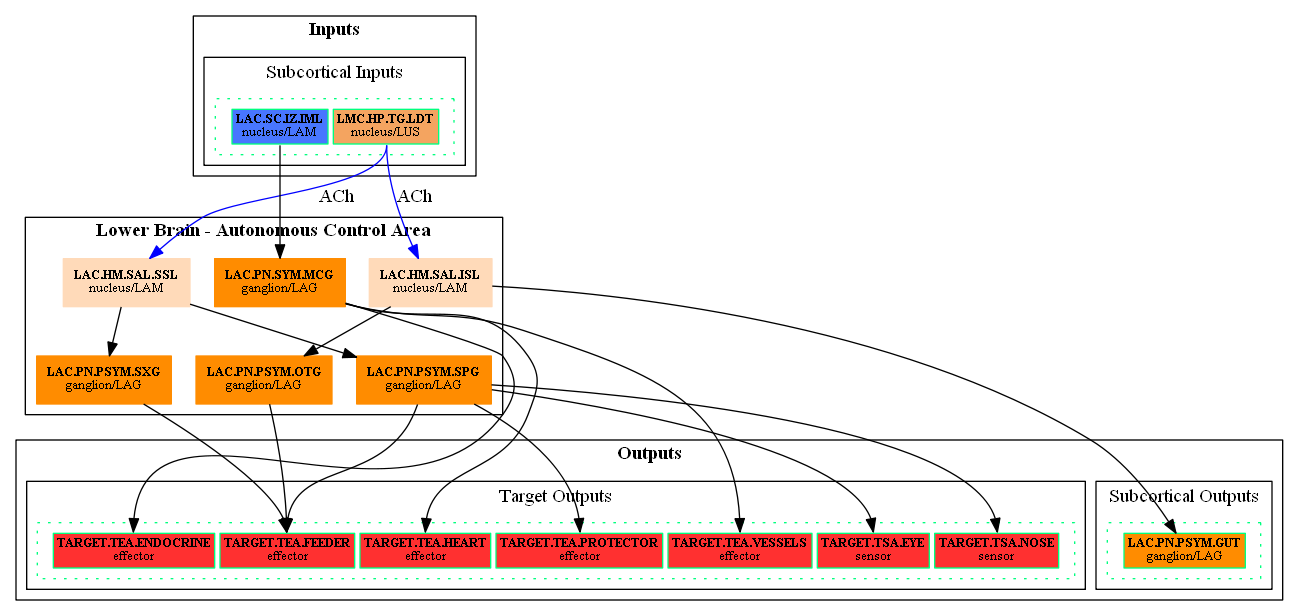 Inputs
Subcortical Inputs
LAC.SC.IZ.IML
nucleus/LAM
LMC.HP.TG.LDT
nucleus/LUS
ACh
ACh
Lower Brain - Autonomous Control Area
LAC.HM.SAL.SSL
nucleus/LAM
LAC.PN.SYM.MCG
ganglion/LAG
LAC.HM.SAL.ISL
nucleus/LAM
LAC.PN.PSYM.SXG
ganglion/LAG
LAC.PN.PSYM.OTG
ganglion/LAG
LAC.PN.PSYM.SPG
ganglion/LAG
Outputs
Target Outputs
TARGET.TEA.ENDOCRINE
effector
TARGET.TEA.FEEDER
effector
TARGET.TEA.HEART
effector
TARGET.TEA.PROTECTOR
effector
TARGET.TEA.VESSELS
effector
TARGET.TSA.EYE
sensor
TARGET.TSA.NOSE
sensor
Subcortical Outputs
LAC.PN.PSYM.GUT
ganglion/LAG